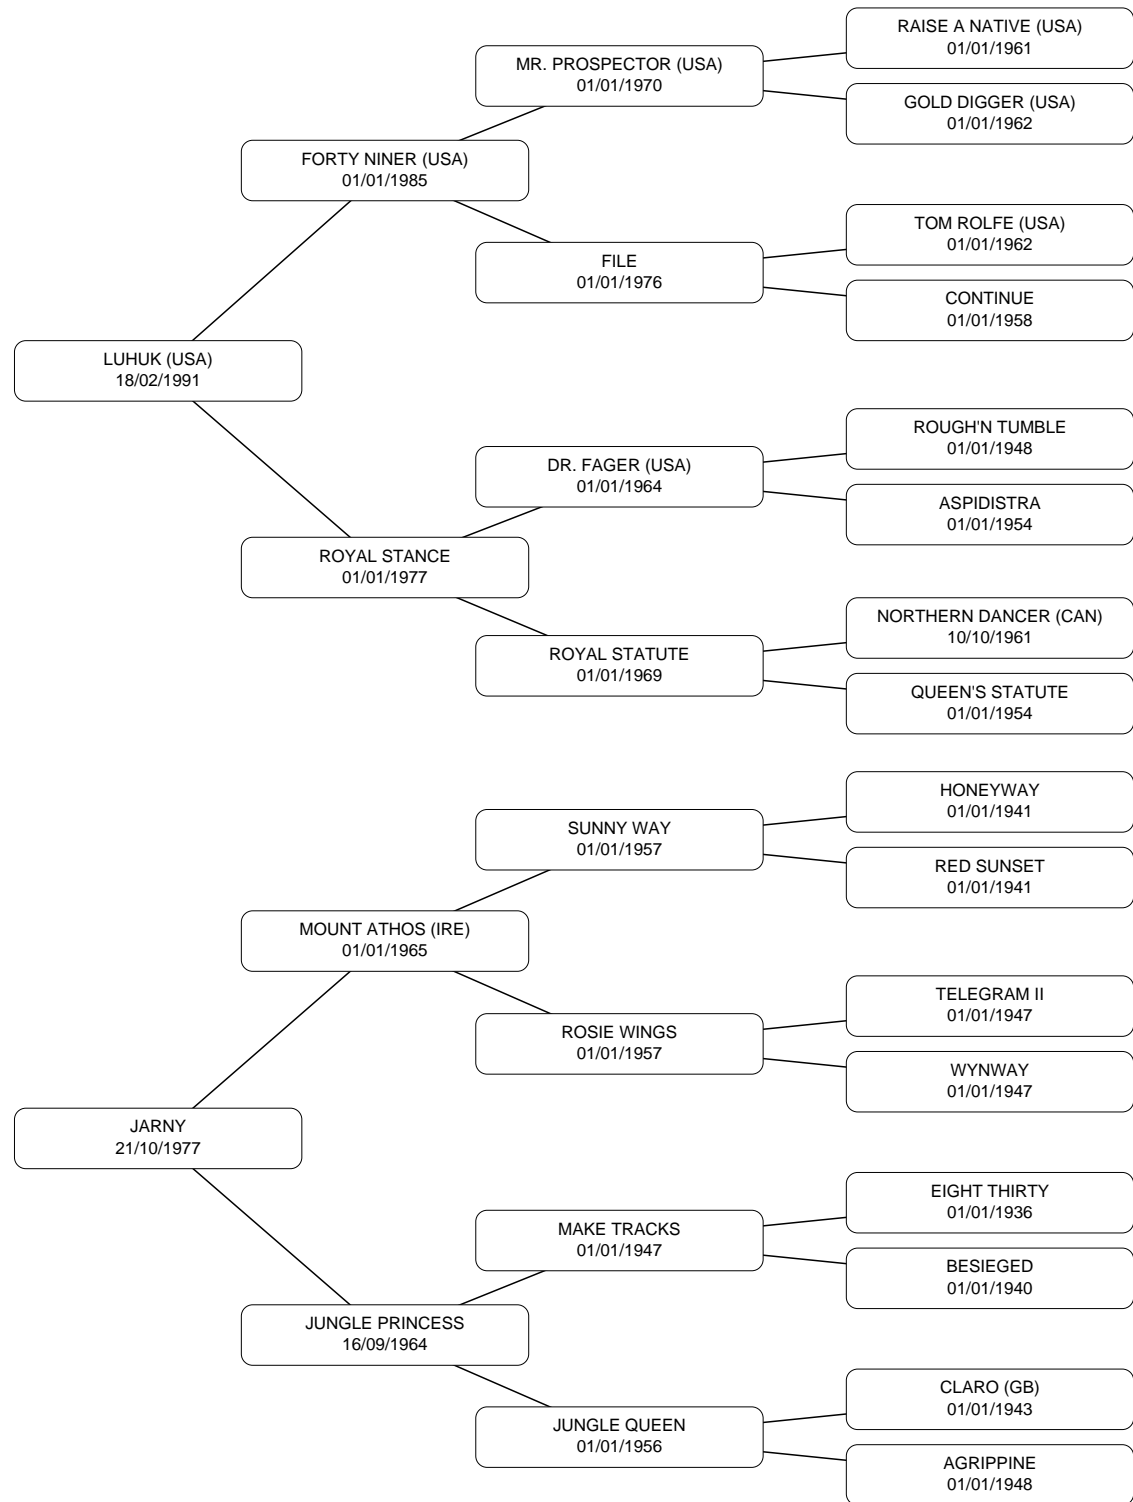 RAISE A NATIVE (USA)
01/01/1961
MR. PROSPECTOR (USA)
01/01/1970
GOLD DIGGER (USA)
01/01/1962
FORTY NINER (USA)
01/01/1985
TOM ROLFE (USA)
01/01/1962
FILE
01/01/1976
CONTINUE
01/01/1958
LUHUK (USA)
18/02/1991
ROUGH'N TUMBLE
01/01/1948
DR. FAGER (USA)
01/01/1964
ASPIDISTRA
01/01/1954
ROYAL STANCE
01/01/1977
NORTHERN DANCER (CAN)
10/10/1961
ROYAL STATUTE
01/01/1969
QUEEN'S STATUTE
01/01/1954
HONEYWAY
01/01/1941
SUNNY WAY
01/01/1957
RED SUNSET
01/01/1941
MOUNT ATHOS (IRE)
01/01/1965
TELEGRAM II
01/01/1947
ROSIE WINGS
01/01/1957
WYNWAY
01/01/1947
JARNY
21/10/1977
EIGHT THIRTY
01/01/1936
MAKE TRACKS
01/01/1947
BESIEGED
01/01/1940
JUNGLE PRINCESS
16/09/1964
CLARO (GB)
01/01/1943
JUNGLE QUEEN
01/01/1956
AGRIPPINE
01/01/1948